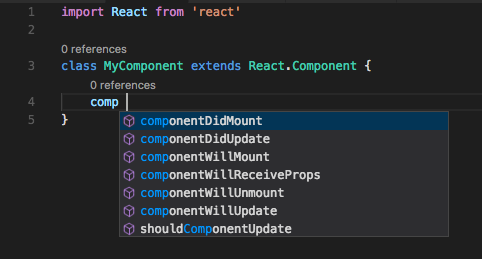 1 import React from 'react'
2
0 references
3 class MyComponent extends React.Component {
0 references
4 comp
5 }
componentDidMount
componentDidUpdate
componentWillMount
componentWillReceiveProps
componentWillUnmount
componentWillUpdate
shouldComponentUpdate